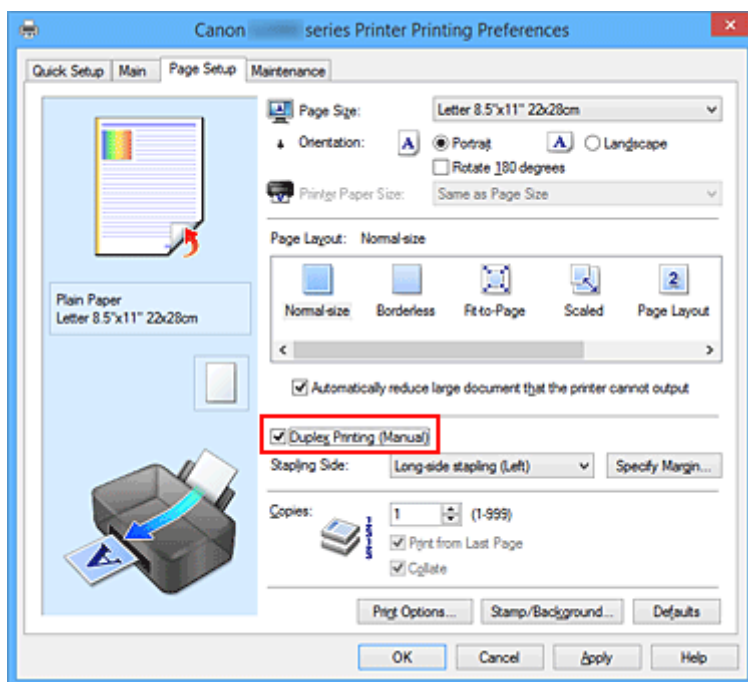 Canon series Printer Printing Preferences
Quick Setup Main Page Setup Maintenance
Page Size: Letter 8.5"x11" 22x28cm
Orientation: A Portrait A Landscape
Rotate 180 degrees
Printer Paper Size: Same as Page Size
Page Layout: Normal-size
2
Normal-size Borderless Fit-to-Page Scaled Page Layout
Plain Paper
Letter 8.5"x11" 22x28cm
Automatically reduce large document that the printer cannot output
Duplex Printing (Manual)
Stapling Side: Long-side stapling (Left) Specify Margin...
Copies: 1 (1-999)
Print from Last Page
Collate
A
Print Options... Stamp/Background... Defaults
OK Cancel Apply Help